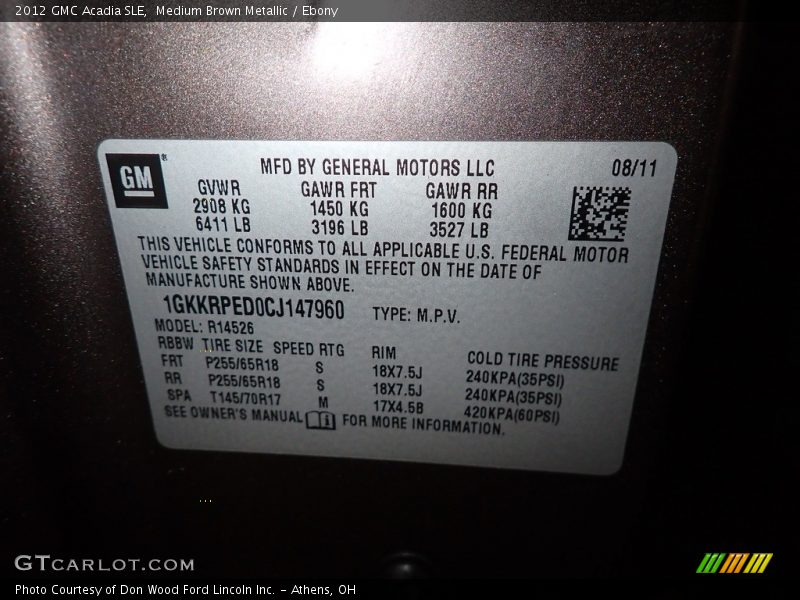 2012 GMC Acadia SLE, Medium Brown Metallic / Ebony
GM®
MFD BY GENERAL MOTORS LLC 08/11
GVWR GAWR FRT GAWR RR
2908 KG 1450 KG 1600 KG
6411 LB 3196 LB 3527 LB
THIS VEHICLE CONFORMS TO ALL APPLICABLE U.S. FEDERAL MOTOR
VEHICLE SAFETY STANDARDS IN EFFECT ON THE DATE OF
MANUFACTURE SHOWN ABOVE.
1GKKRPED0CJ147960 TYPE: M.P.V.
MODEL: R14526
RBBW TIRE SIZE SPEED RTG RIM COLD TIRE PRESSURE
FRT P255/65R18 S 18X7.5J 240KPA(35PSI)
RR P255/65R18 S 18X7.5J 240KPA(35PSI)
SPA T145/70R17 M 17X4.5B 420KPA(60PSI)
SEE OWNER'S MANUAL i FOR MORE INFORMATION.
GTCARLOT.COM
Photo Courtesy of Don Wood Ford Lincoln Inc. - Athens, OH